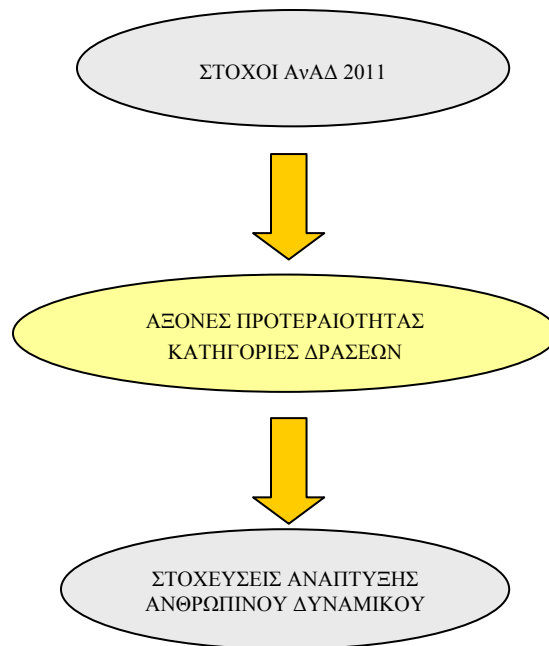 ΣΤΟΧΟΙ ΑνΑΔ 2011
ΑΞΟΝΕΣ ΠΡΟΤΕΡΑΙΟΤΗΤΑΣ
ΚΑΤΗΓΟΡΙΕΣ ΔΡΑΣΕΩΝ
ΣΤΟΧΕΥΣΕΙΣ ΑΝΑΠΤΥΞΗΣ
ΑΝΘΡΩΠΙΝΟΥ ΔΥΝΑΜΙΚΟΥ